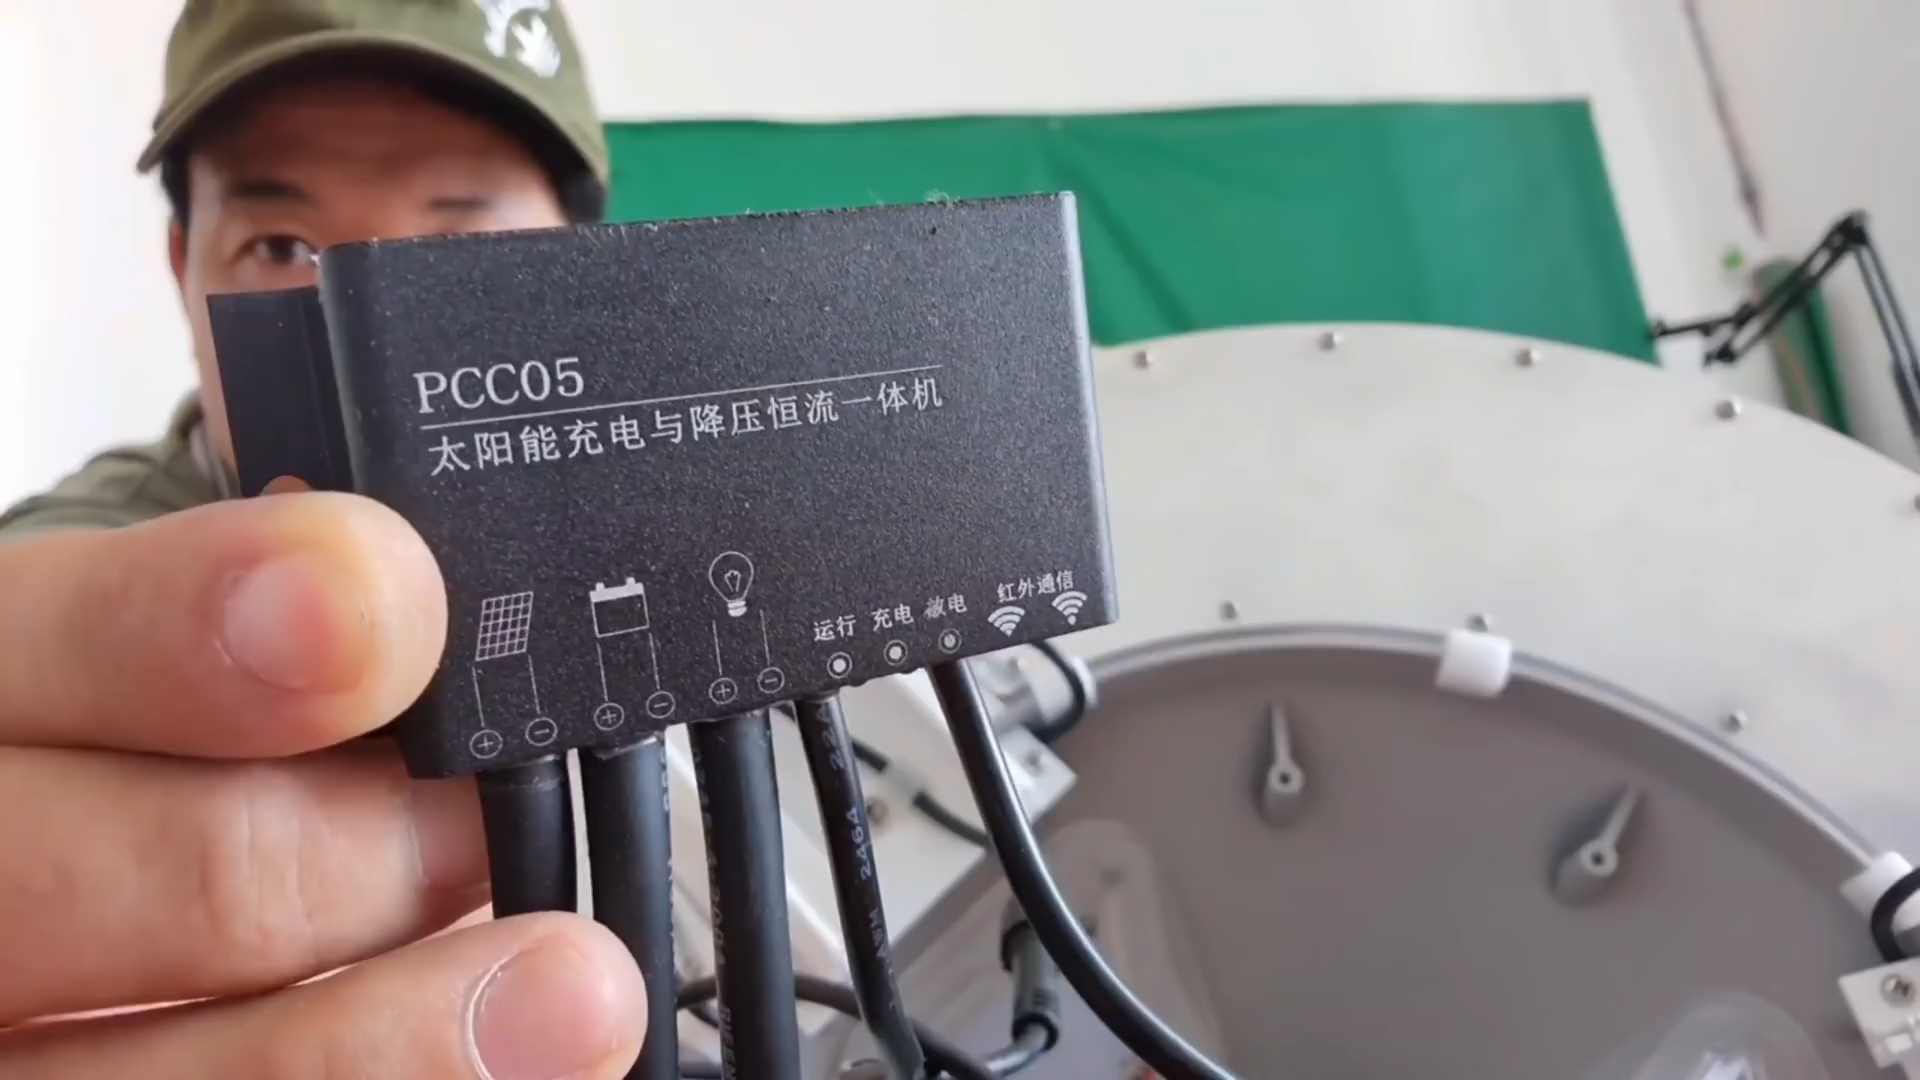 PCC05
太阳能充电与降压恒流一体机
运行 充电 放电 红外通信
+ − + − + −
2464